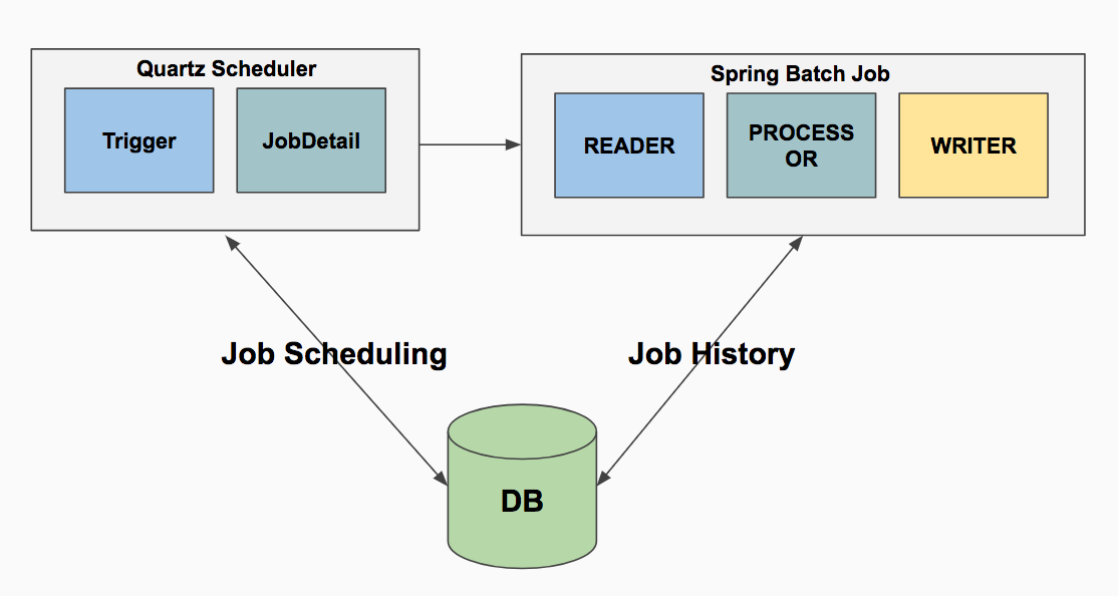 Quartz Scheduler
Trigger
JobDetail
Spring Batch Job
READER
PROCESS
OR
WRITER
Job Scheduling
Job History
DB